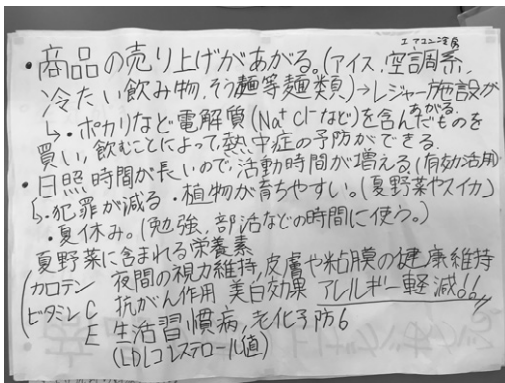 ・商品の売り上げがあがる。(アイス、空調系、
エアコン冷房
冷たい飲み物、そう麺等麺類)→レジャー施設が
あがる。
↳・ポカリなど電解質(Na⁺ Cl⁻など)を含んだものを
買い、飲むことによって、熱中症の予防ができる。
・日照時間が長いので、活動時間が増える(有効活用)
↳・犯罪が減る ・植物が育ちやすい。(夏野菜やスイカ)
・夏休み。(勉強、部活などの時間に使う。)
夏野菜に含まれる栄養素
カロテン 夜間の視力維持,皮膚や粘膜の健康維持
ビタミン C 抗がん作用 美白効果 アレルギー軽減!!
E 生活習慣病,老化予防6
(LDLコレステロール値)